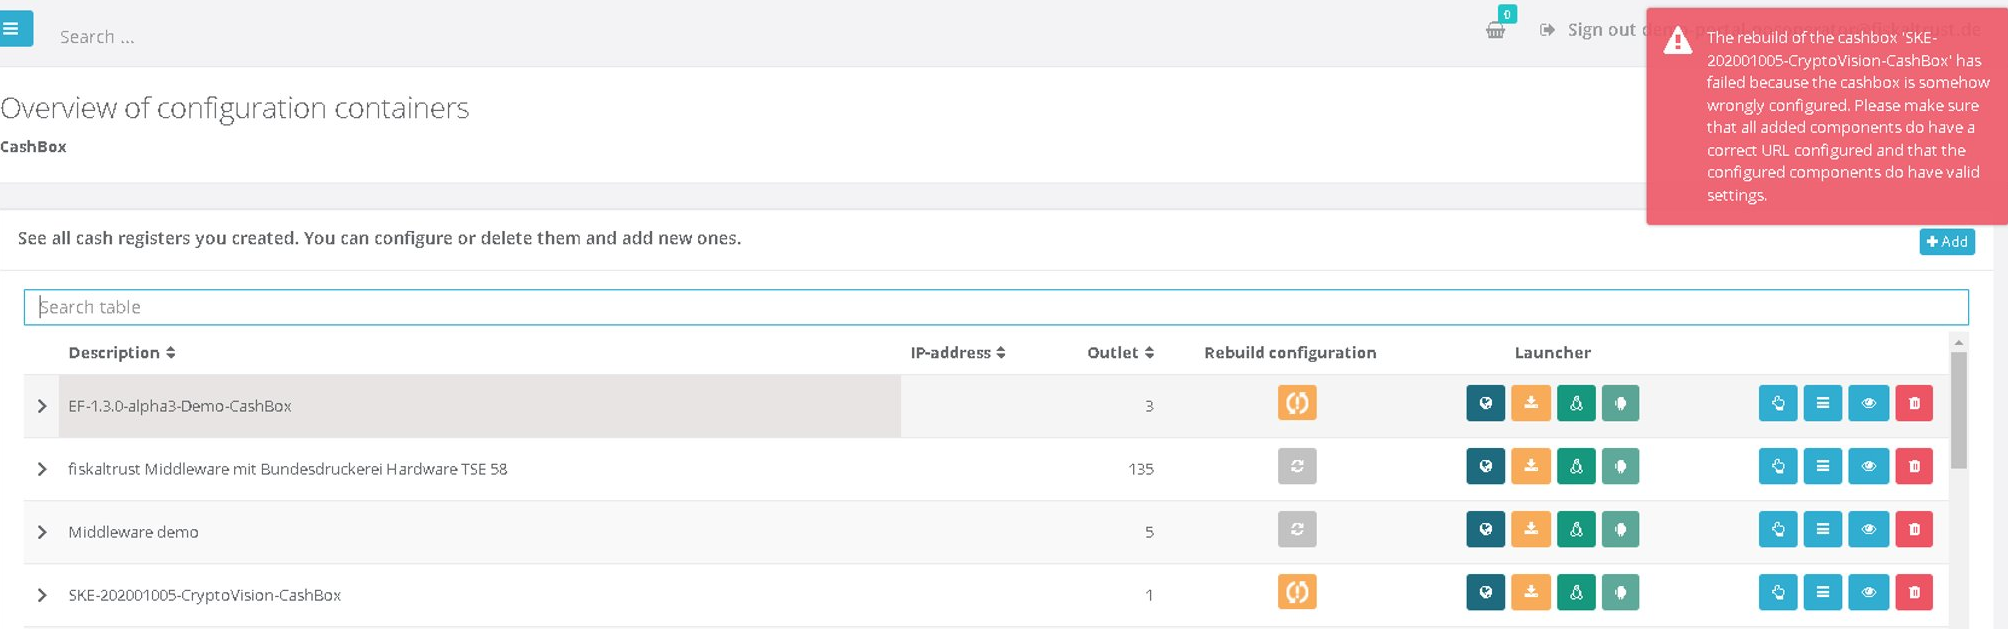 Search ...
0
Sign out
The rebuild of the cashbox 'SKE-
202001005-CryptoVision-CashBox' has
failed because the cashbox is somehow
wrongly configured. Please make sure
that all added components do have a
correct URL configured and that the
configured components do have valid
settings.
Overview of configuration containers
CashBox
See all cash registers you created. You can configure or delete them and add new ones.
Add
Search table
Description IP-address Outlet Rebuild configuration Launcher
EF-1.3.0-alpha3-Demo-CashBox 3
fiskaltrust Middleware mit Bundesdruckerei Hardware TSE 58 135
Middleware demo 5
SKE-202001005-CryptoVision-CashBox 1